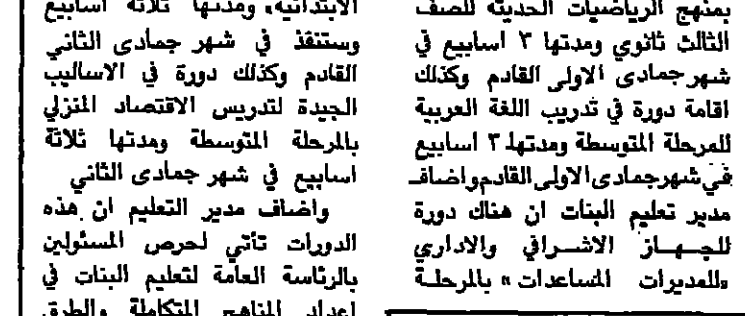 بمنهج الرياضيات الحديثه للصف
الثالث ثانوي ومدتها ٣ اسابيع في
شهر جمادى الاولى القادم وكذلك
اقامة دورة في تدريب اللغة العربية
للمرحلة المتوسطة ومدتها ٣ اسابيع
في شهر جمادى الاولى القادم واضاف
مدير تعليم البنات ان هناك دورة
للجهاز الاشرافي والاداري
«للمديرات المساعدات» بالمرحلة
الابتدائية، ومدتها ثلاثة اسابيع
وستنفذ في شهر جمادى الثاني
القادم وكذلك دورة في الاساليب
الجيدة لتدريس الاقتصاد المنزلي
بالمرحلة المتوسطة ومدتها ثلاثة
اسابيع في شهر جمادى الثاني
واضاف مدير التعليم ان هذه
الدورات تأتي لحرص المسئولين
بالرئاسة العامة لتعليم البنات في
اعداد المناهج المتكاملة والطرق